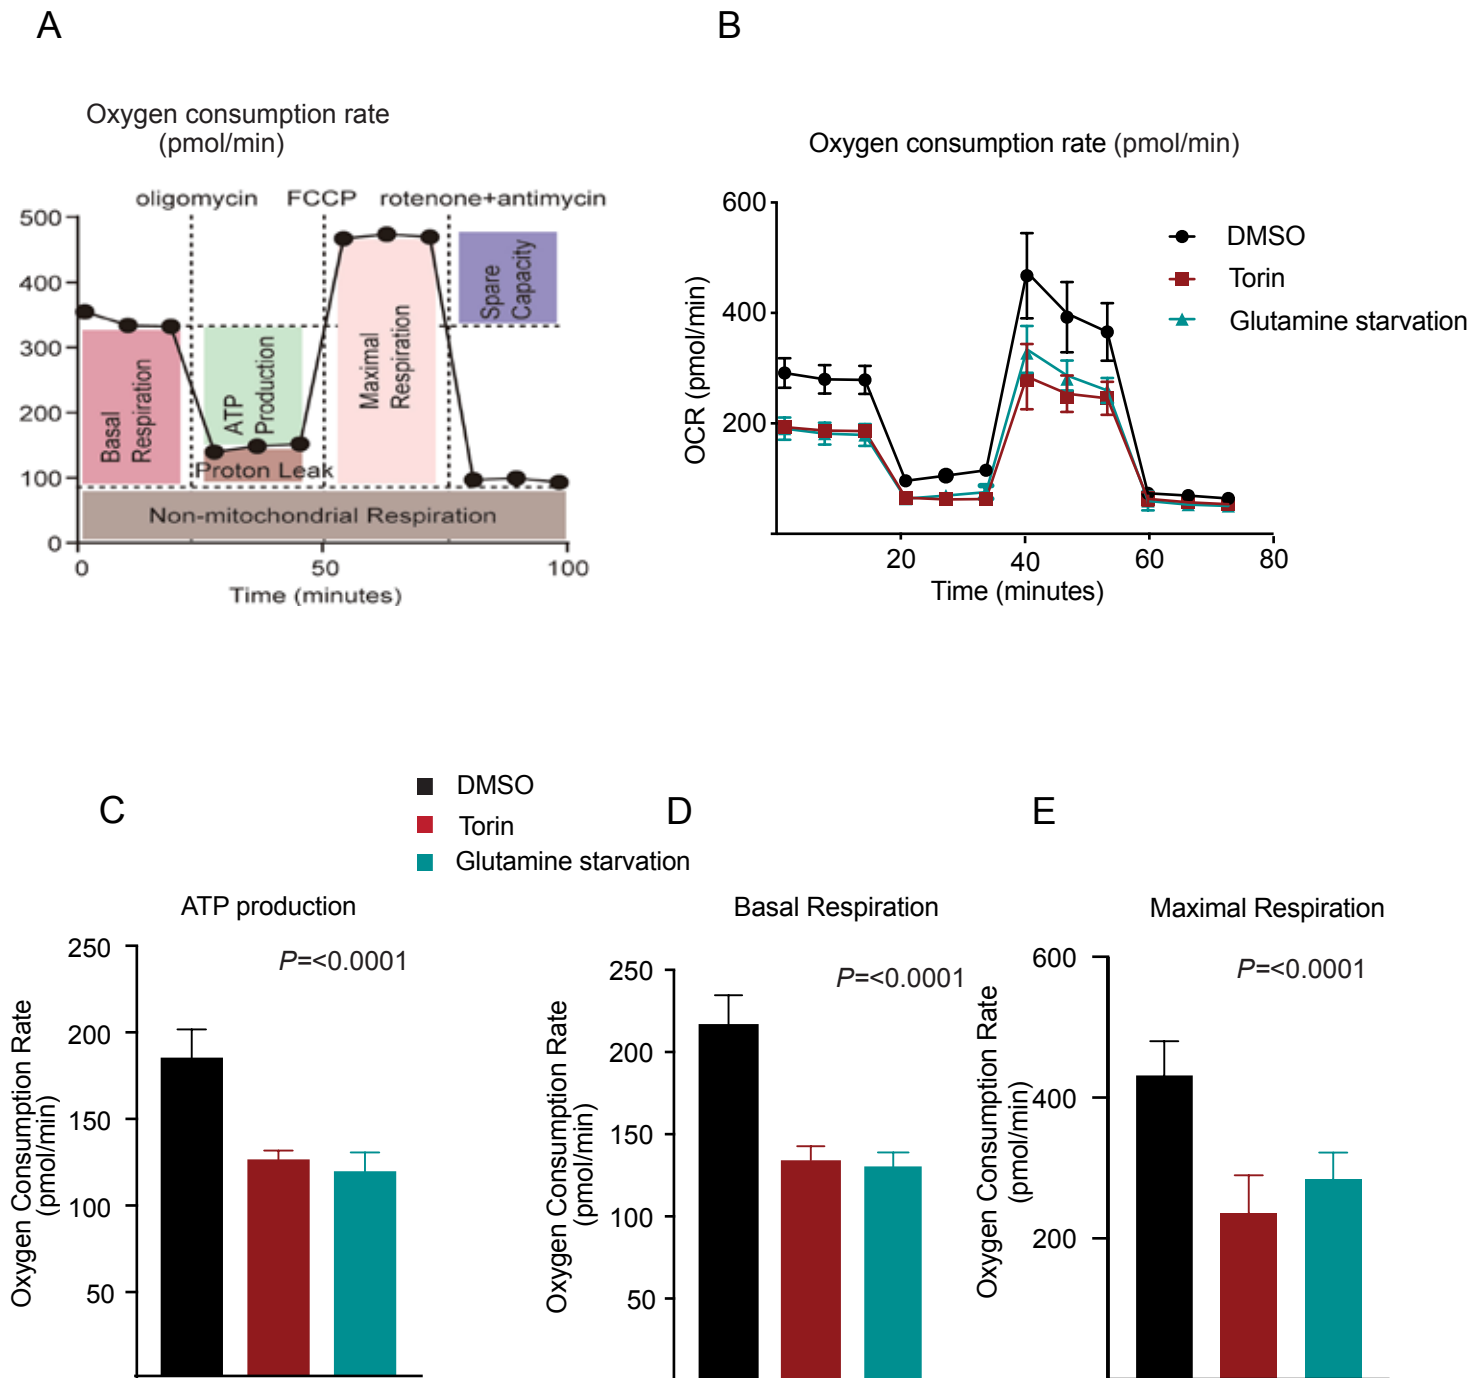 A
B
Oxygen consumption rate
(pmol/min)
oligomycin
FCCP
rotenone+antimycin
500
400
300
200
100
0
Basal
Respiration
ATP
Production
Proton Leak
Maximal
Respiration
Spare
Capacity
Non-mitochondrial Respiration
0
50
100
Time (minutes)
Oxygen consumption rate (pmol/min)
600
400
200
OCR (pmol/min)
DMSO
Torin
Glutamine starvation
20
40
60
80
Time (minutes)
DMSO
Torin
Glutamine starvation
C
D
E
ATP production
P=<0.0001
250
200
150
100
50
Oxygen Consumption Rate
(pmol/min)
Basal Respiration
P=<0.0001
250
200
150
100
50
Oxygen Consumption Rate
(pmol/min)
Maximal Respiration
P=<0.0001
600
400
200
Oxygen Consumption Rate
(pmol/min)